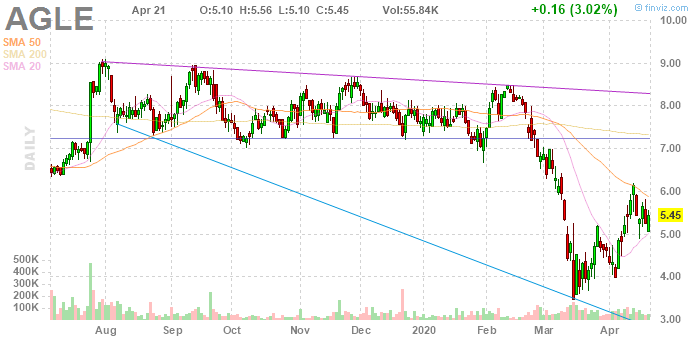 AGLE
Apr 21 O:5.10 H:5.56 L:5.10 C:5.45 Vol:55.84K +0.16 (3.02%)
© finviz.com
SMA 50
SMA 200
SMA 20
DAILY
10.00
9.00
8.00
7.00
6.00
5.45
5.00
4.00
3.00
500K
400K
300K
200K
100K
Aug Sep Oct Nov Dec 2020 Feb Mar Apr